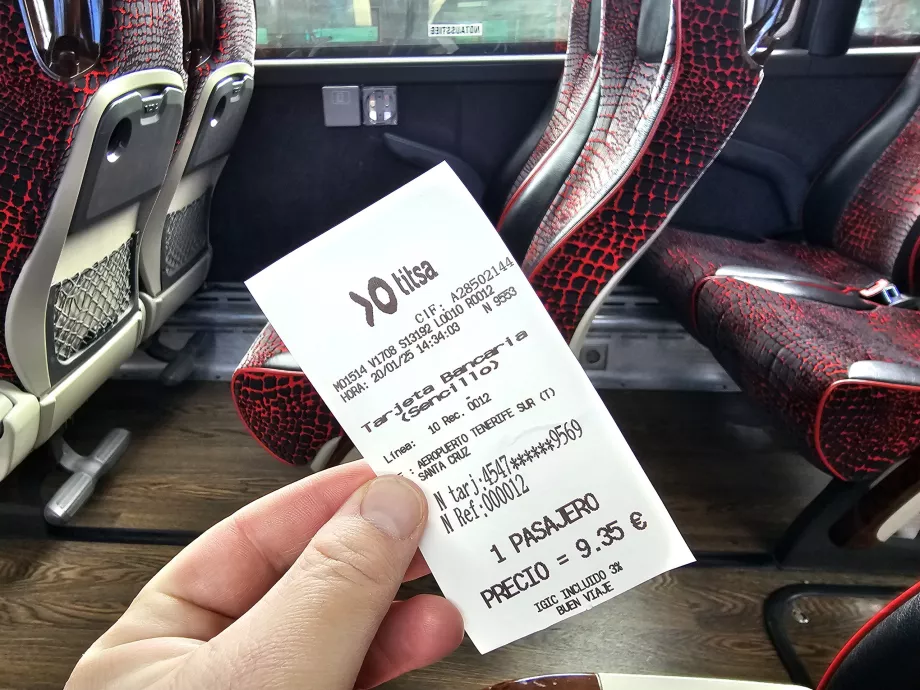 NOTAUSSTIEG
titsa
CIF. A28502144
M01514 V1708 S13192 L0010 R0012
HORA: 20/01/25 14:34:03 N 9553
Tarjeta Bancaria
(Sencillo)
Línea: 10 Rec. 0012
: AEROPUERTO TENERIFE SUR (T)
: SANTA CRUZ
N tarj:4547******9569
N Ref:000012
1 PASAJERO
PRECIO = 9.35 €
IGIC INCLUIDO 3%
BUEN VIAJE